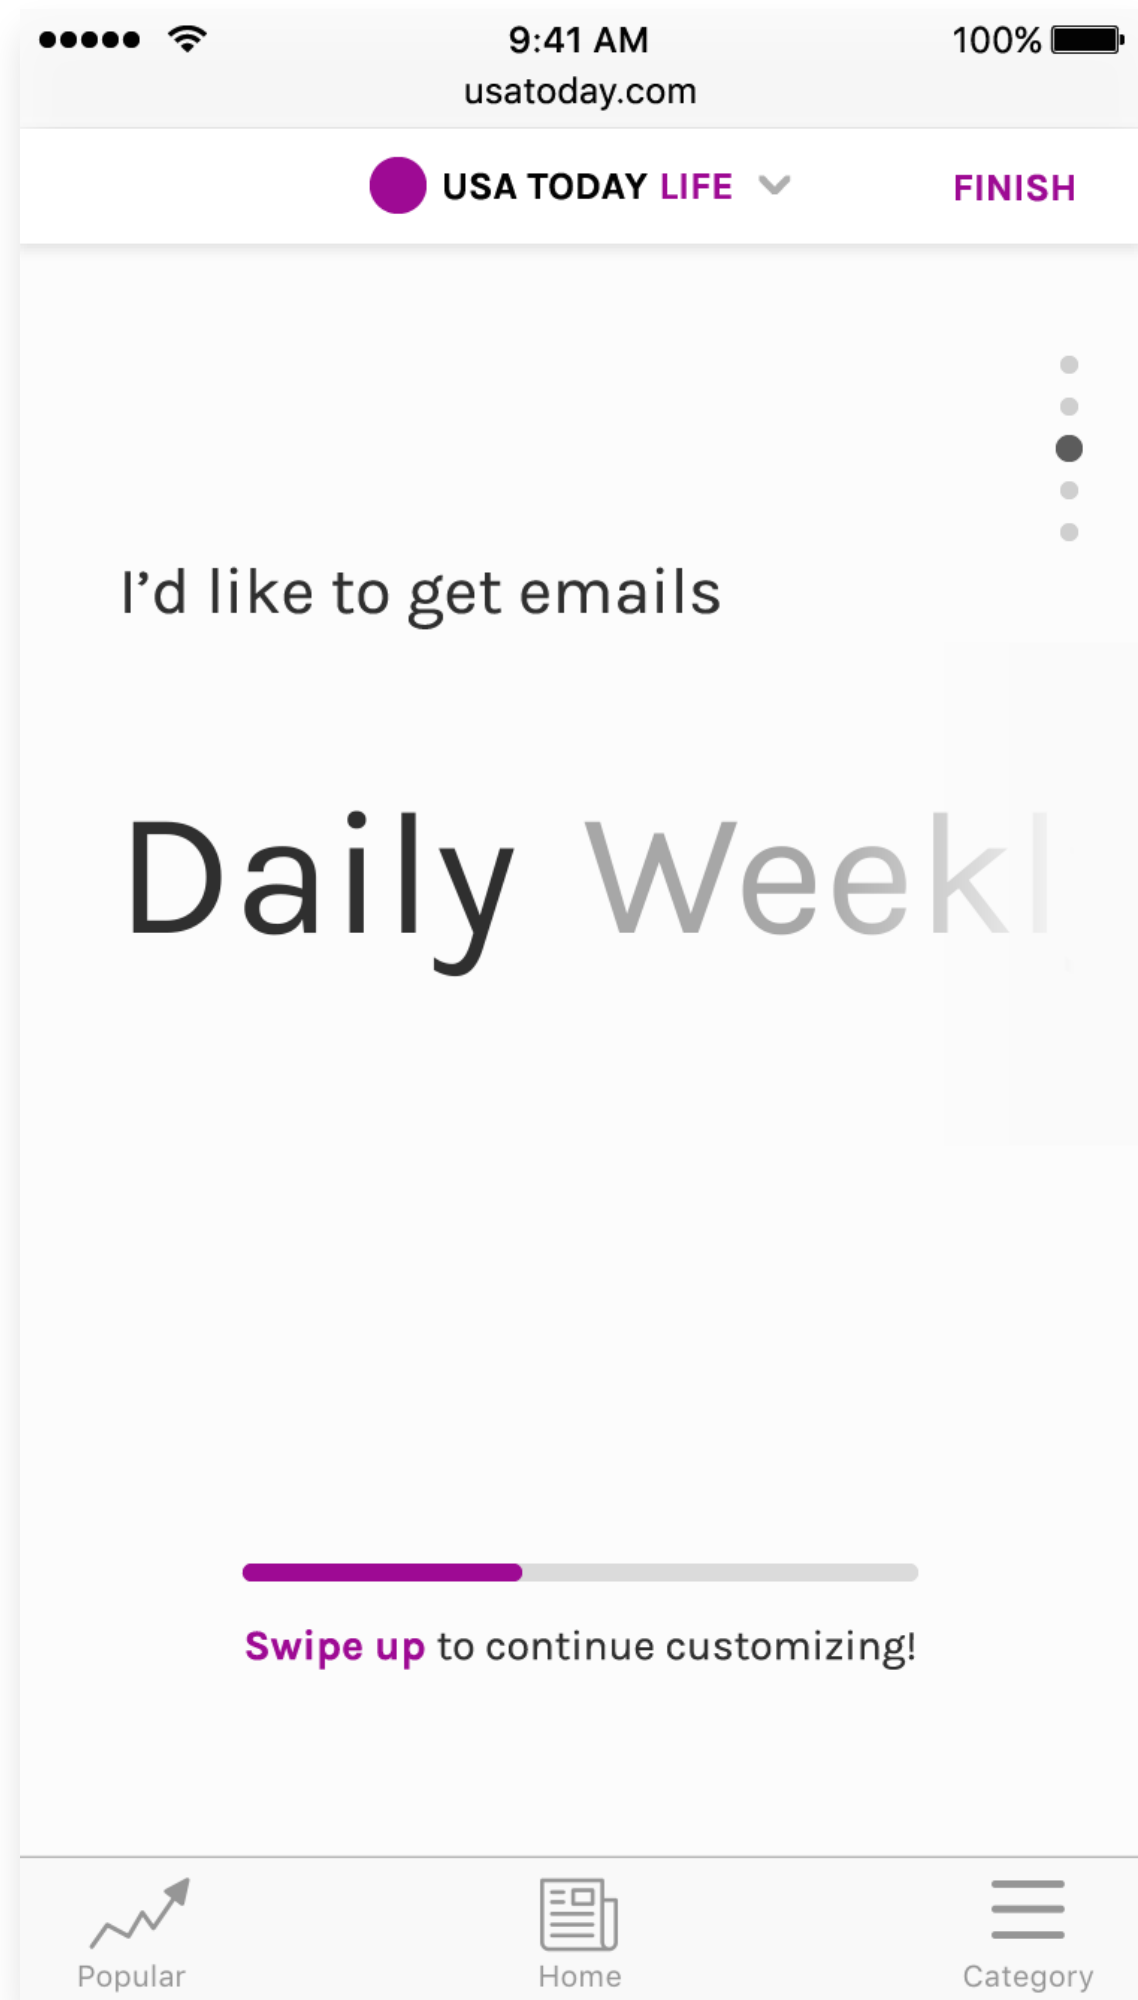 9:41 AM
100%
usatoday.com
USA TODAY LIFE
FINISH
I’d like to get emails
Daily Weekl
Swipe up to continue customizing!
Popular
Home
Category